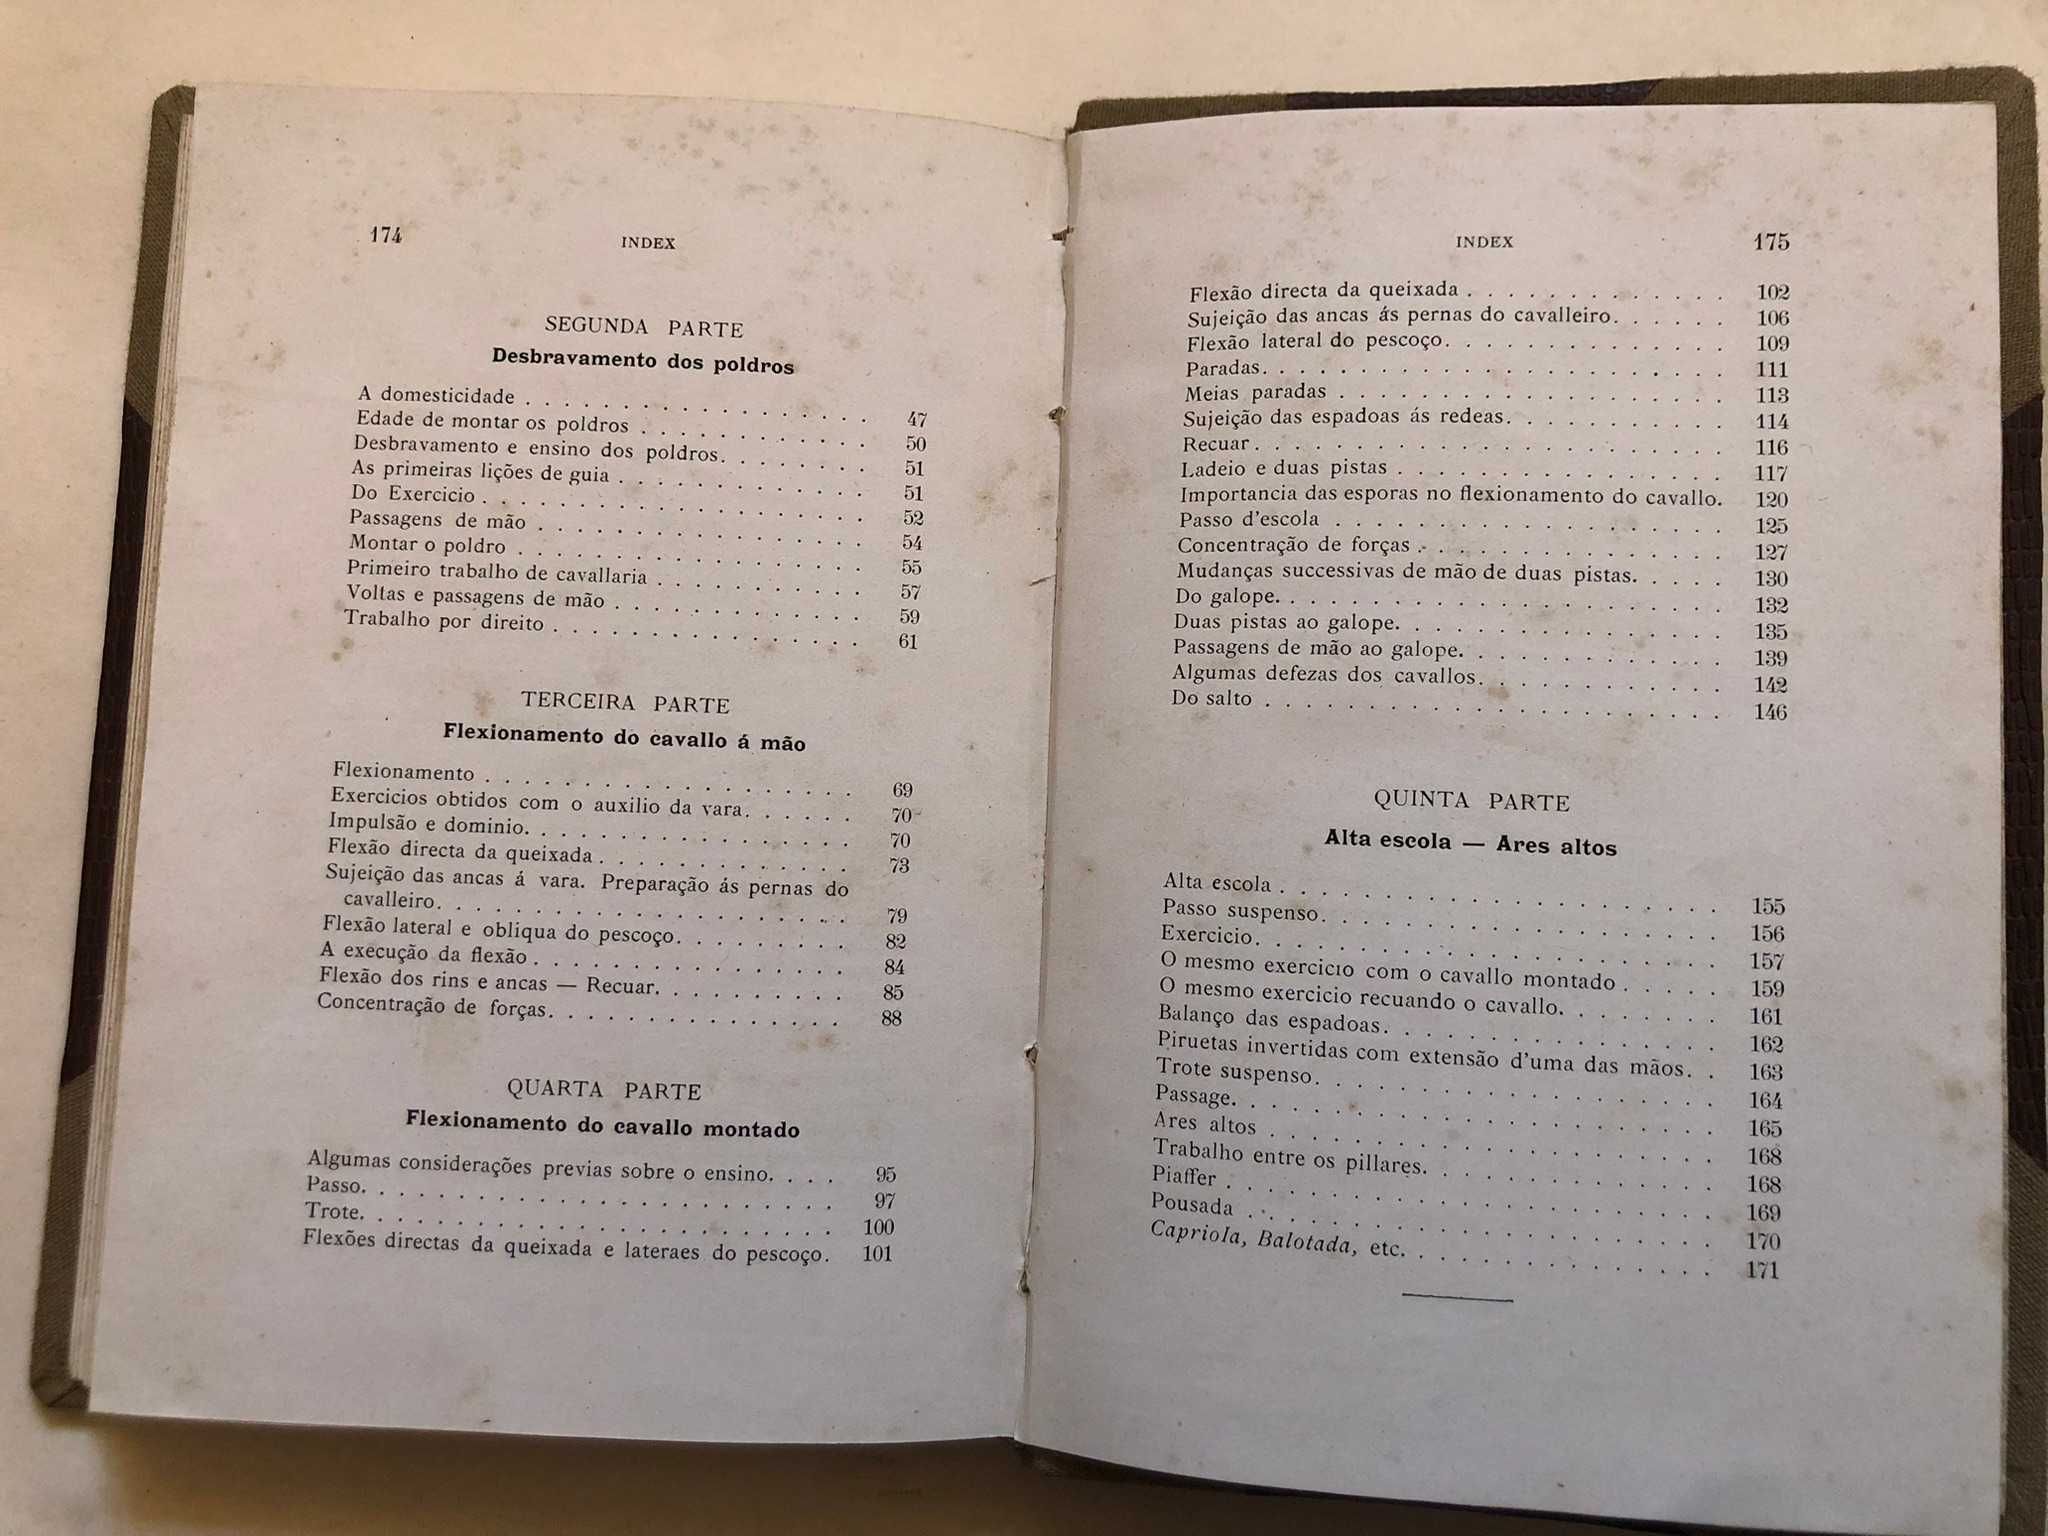 174
INDEX
SEGUNDA PARTE
Desbravamento dos poldros
A domesticidade . . . . . . . . . . . . . 47
Edade de montar os poldros . . . . . . . . . 50
Desbravamento e ensino dos poldros. . . . . . . 51
As primeiras lições de guia . . . . . . . . . . 51
Do Exercicio . . . . . . . . . . . . . . . 52
Passagens de mão . . . . . . . . . . . . . 54
Montar o poldro . . . . . . . . . . . . . . 55
Primeiro trabalho de cavallaria . . . . . . . . 57
Voltas e passagens de mão . . . . . . . . . . 59
Trabalho por direito . . . . . . . . . . . . 61
TERCEIRA PARTE
Flexionamento do cavallo á mão
Flexionamento . . . . . . . . . . . . . . 69
Exercicios obtidos com o auxilio da vara. . . . . . 70
Impulsão e dominio. . . . . . . . . . . . . 70
Flexão directa da queixada . . . . . . . . . . 73
Sujeição das ancas á vara. Preparação ás pernas do
cavalleiro. . . . . . . . . . . . . . . . 79
Flexão lateral e obliqua do pescoço. . . . . . . . 82
A execução da flexão . . . . . . . . . . . . 84
Flexão dos rins e ancas — Recuar. . . . . . . . 85
Concentração de forças. . . . . . . . . . . . 88
QUARTA PARTE
Flexionamento do cavallo montado
Algumas considerações previas sobre o ensino. . . . 95
Passo. . . . . . . . . . . . . . . . . . 97
Trote. . . . . . . . . . . . . . . . . . 100
Flexões directas da queixada e lateraes do pescoço. 101
INDEX
175
Flexão directa da queixada . . . . . . . . . . 102
Sujeição das ancas ás pernas do cavalleiro. . . . . 106
Flexão lateral do pescoço. . . . . . . . . . . 109
Paradas. . . . . . . . . . . . . . . . . 111
Meias paradas . . . . . . . . . . . . . . 113
Sujeição das espadoas ás redeas. . . . . . . . . 114
Recuar . . . . . . . . . . . . . . . . . 116
Ladeio e duas pistas . . . . . . . . . . . . 117
Importancia das esporas no flexionamento do cavallo. 120
Passo d'escola . . . . . . . . . . . . . . 125
Concentração de forças . . . . . . . . . . . 127
Mudanças successivas de mão de duas pistas. . . . 130
Do galope. . . . . . . . . . . . . . . . 132
Duas pistas ao galope. . . . . . . . . . . . 135
Passagens de mão ao galope. . . . . . . . . . 139
Algumas defezas dos cavallos. . . . . . . . . . 142
Do salto . . . . . . . . . . . . . . . . 146
QUINTA PARTE
Alta escola — Ares altos
Alta escola . . . . . . . . . . . . . . . 155
Passo suspenso. . . . . . . . . . . . . . 156
Exercicio. . . . . . . . . . . . . . . . 157
O mesmo exercicio com o cavallo montado . . . . . 159
O mesmo exercicio recuando o cavallo. . . . . . . 161
Balanço das espadoas. . . . . . . . . . . . 162
Piruetas invertidas com extensão d'uma das mãos. . 163
Trote suspenso. . . . . . . . . . . . . . 164
Passage. . . . . . . . . . . . . . . . . 165
Ares altos . . . . . . . . . . . . . . . 168
Trabalho entre os pillares. . . . . . . . . . . 168
Piaffer . . . . . . . . . . . . . . . . 169
Pousada . . . . . . . . . . . . . . . . 170
Capriola, Balotada, etc. . . . . . . . . . . . 171